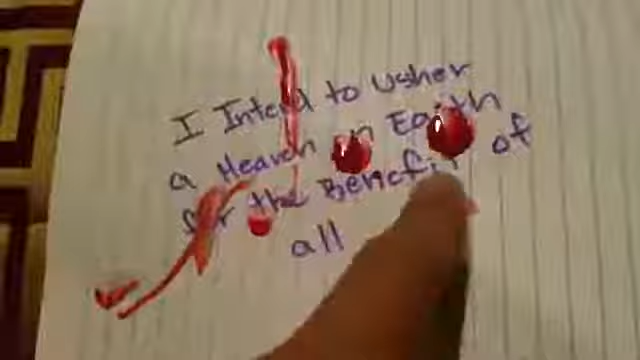 I Intend to Usher
a Heaven on Earth
for the Benefit of
all